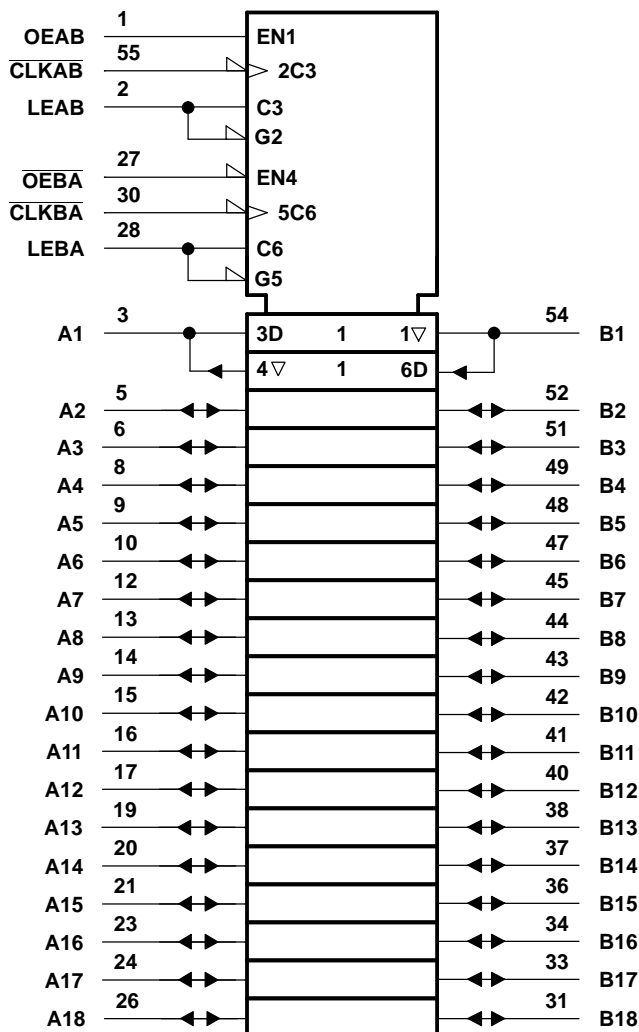 1
OEAB
EN1
55
CLKAB
2C3
2
LEAB
C3
G2
27
OEBA
EN4
30
CLKBA
5C6
28
LEBA
C6
G5
3 54
A1 3D 1 1▽ B1
4▽ 1 6D
5 52
A2 B2
6 51
A3 B3
8 49
A4 B4
9 48
A5 B5
10 47
A6 B6
12 45
A7 B7
13 44
A8 B8
14 43
A9 B9
15 42
A10 B10
16 41
A11 B11
17 40
A12 B12
19 38
A13 B13
20 37
A14 B14
21 36
A15 B15
23 34
A16 B16
24 33
A17 B17
26 31
A18 B18